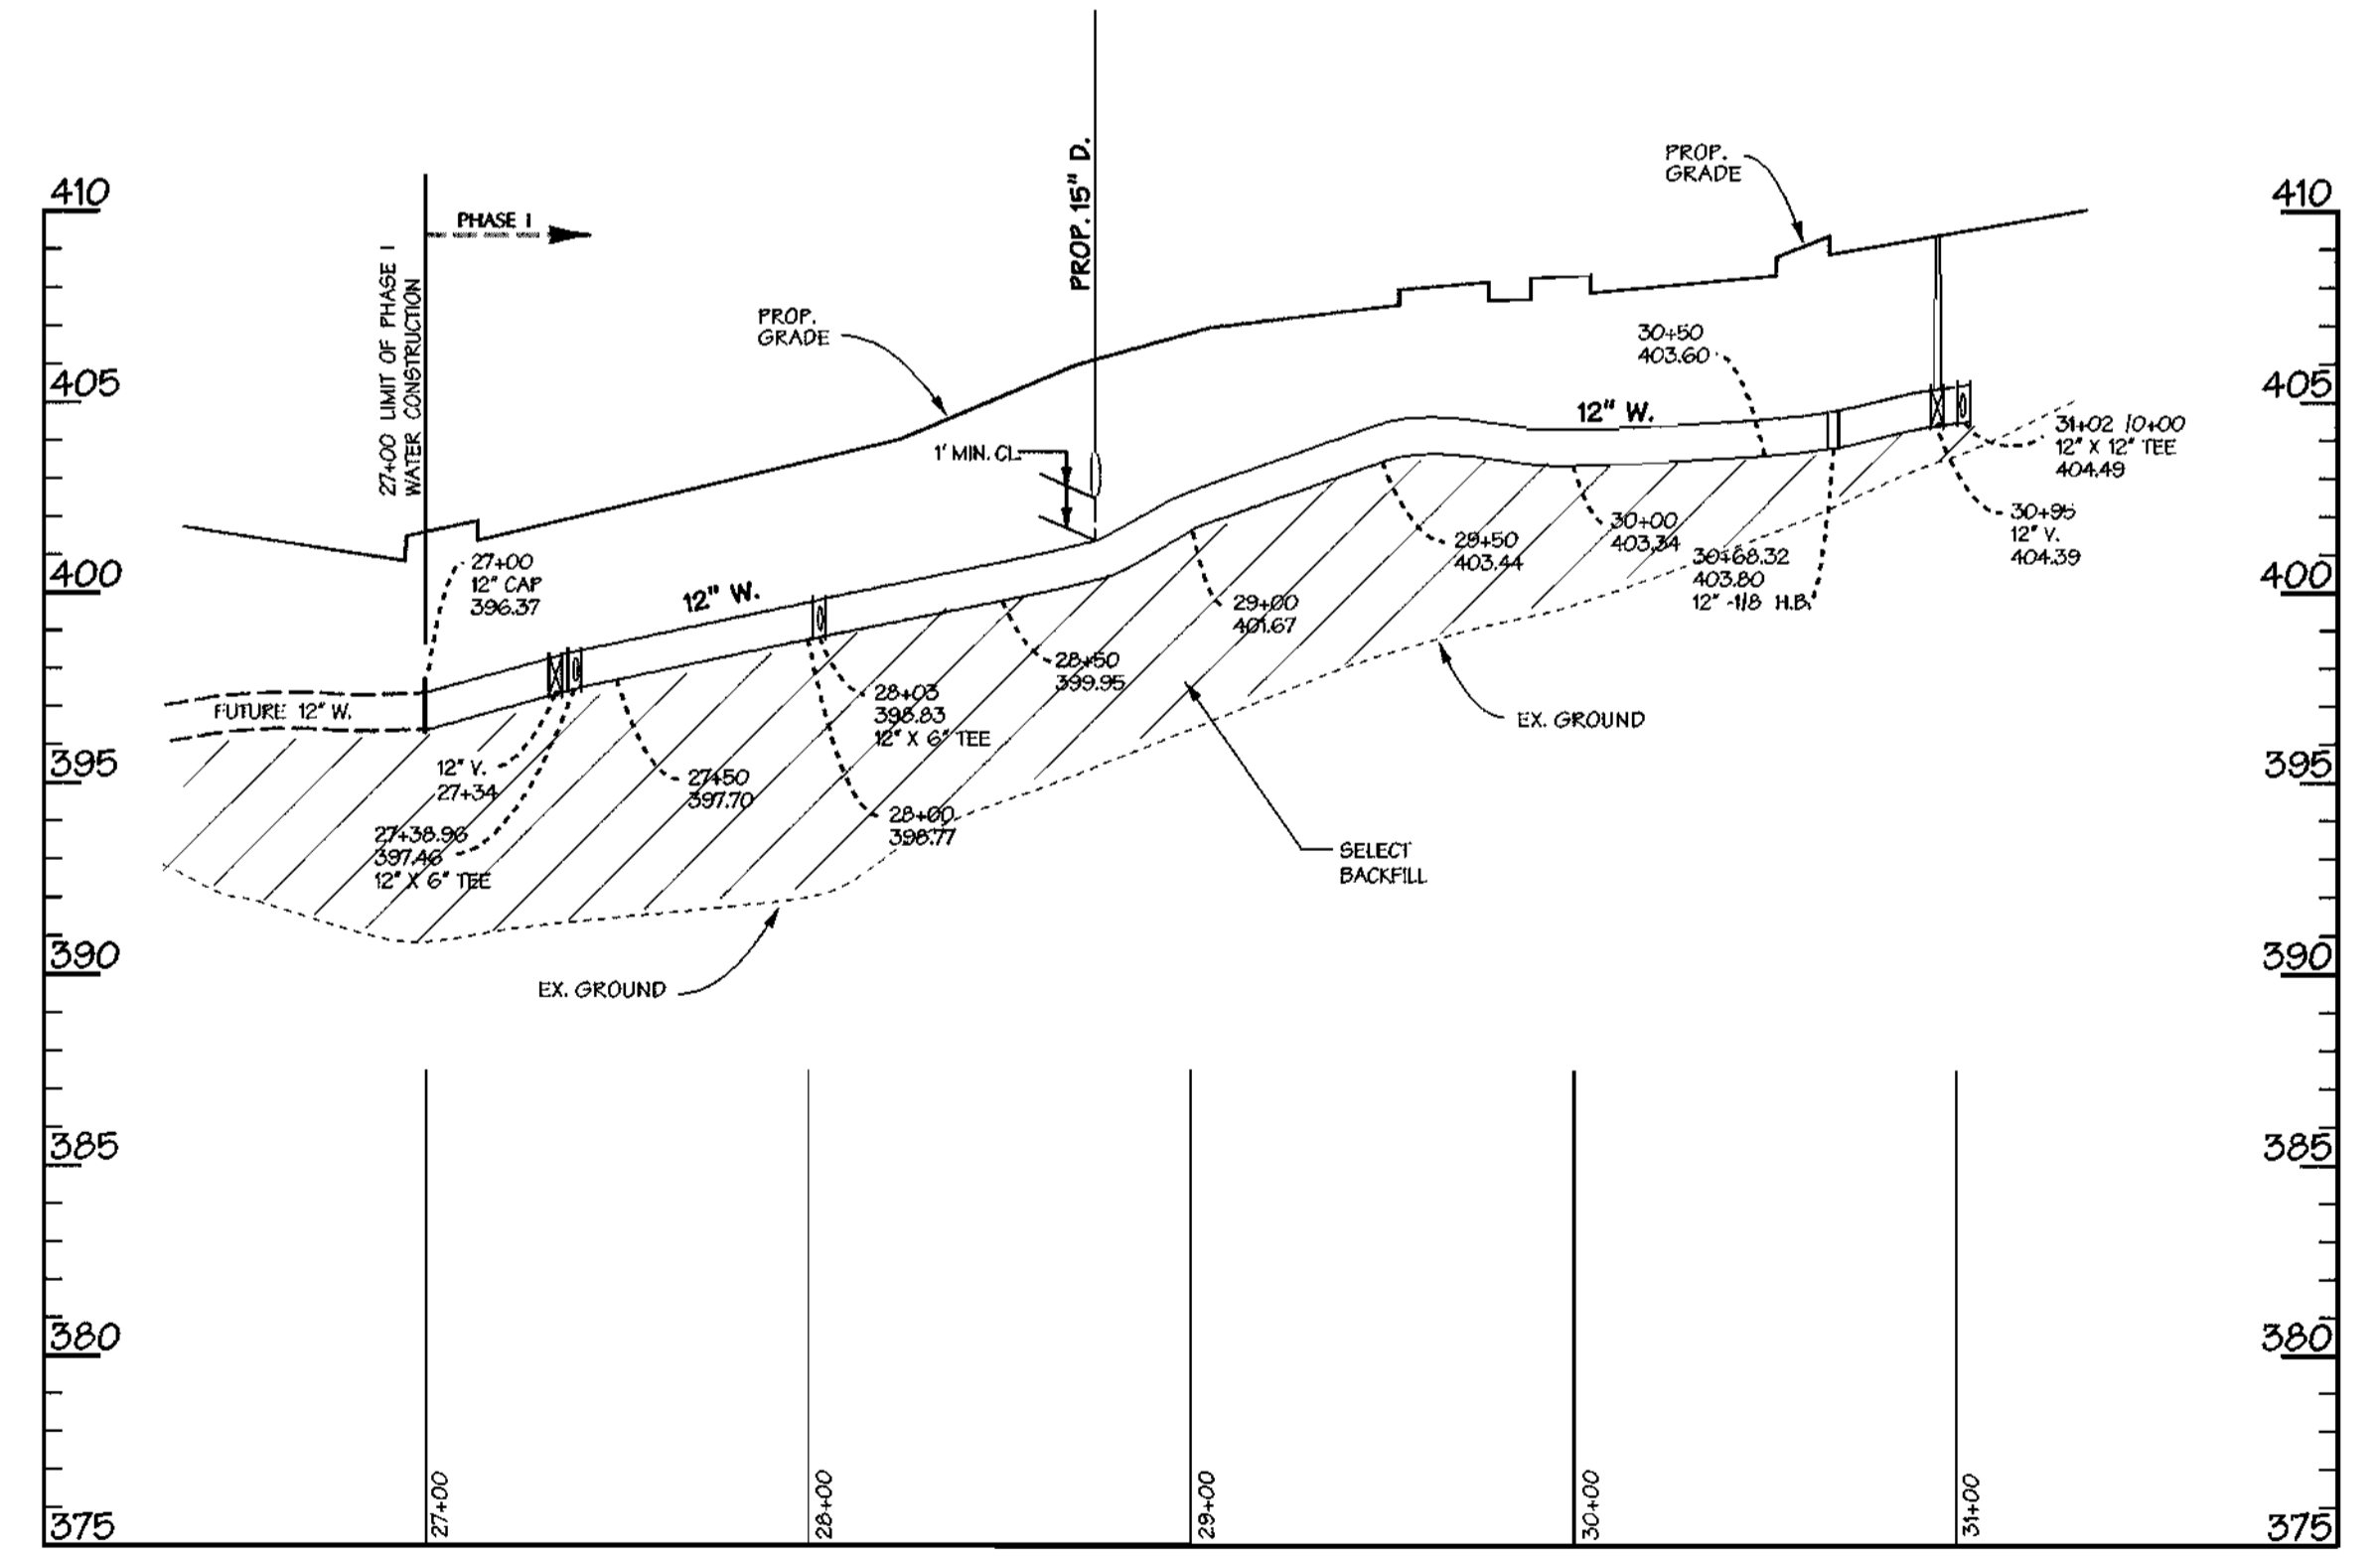 410
405
400
395
390
385
380
375
27+00 LIMIT OF PHASE 1
WATER CONSTRUCTION
PHASE 1
PROP. 15" D.
PROP.
GRADE
PROP.
GRADE
1' MIN. CL.
27+00
12" CAP
396.37
12" W.
12" W.
FUTURE 12" W.
12" V.
27+34
27+38.96
397.46
12" X 6" TEE
27+50
397.70
28+03
398.83
12" X 6" TEE
28+00
398.77
28+50
399.95
29+00
401.67
29+50
403.44
30+00
403.34
30+50
403.60
30+68.32
403.80
12" -1/8 H.B.
31+02 /0+00
12" X 12" TEE
404.49
30+95
12" V.
404.39
EX. GROUND
SELECT
BACKFILL
EX. GROUND
27+00
28+00
29+00
30+00
31+00
410
405
400
395
390
385
380
375